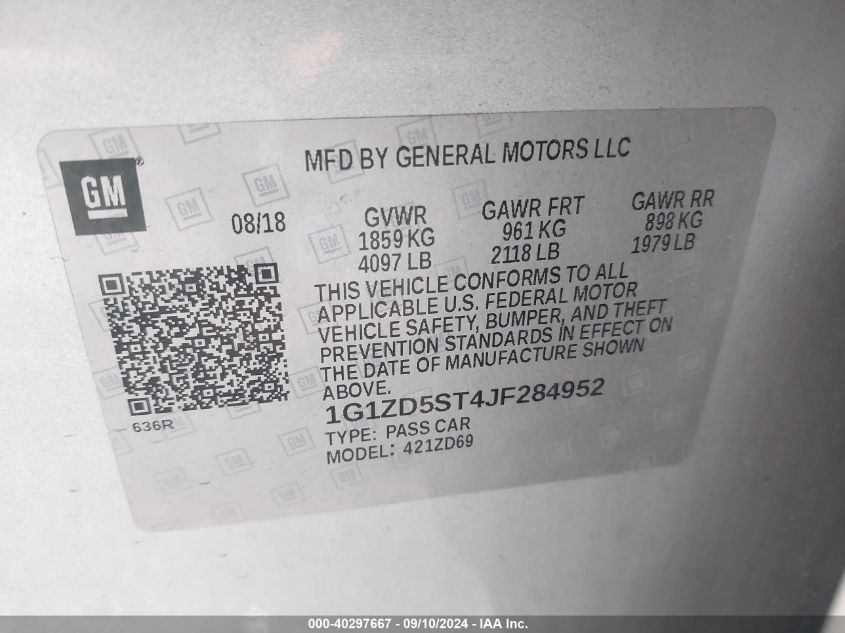 MFD BY GENERAL MOTORS LLC
GM
®
08/18
GVWR
1859 KG
4097 LB
GAWR FRT
961 KG
2118 LB
GAWR RR
898 KG
1979 LB
THIS VEHICLE CONFORMS TO ALL
APPLICABLE U.S. FEDERAL MOTOR
VEHICLE SAFETY, BUMPER, AND THEFT
PREVENTION STANDARDS IN EFFECT ON
THE DATE OF MANUFACTURE SHOWN
ABOVE.
1G1ZD5ST4JF284952
TYPE: PASS CAR
MODEL: 421ZD69
636R
000-40297667 - 09/10/2024 - IAA Inc.